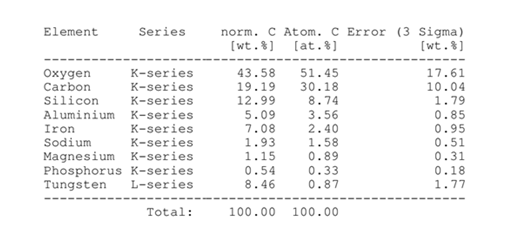 Element Series norm. C Atom. C Error (3 Sigma)
[wt.%] [at.%] [wt.%]
Oxygen K-series 43.58 51.45 17.61
Carbon K-series 19.19 30.18 10.04
Silicon K-series 12.99 8.74 1.79
Aluminium K-series 5.09 3.56 0.85
Iron K-series 7.08 2.40 0.95
Sodium K-series 1.93 1.58 0.51
Magnesium K-series 1.15 0.89 0.31
Phosphorus K-series 0.54 0.33 0.18
Tungsten L-series 8.46 0.87 1.77
Total: 100.00 100.00